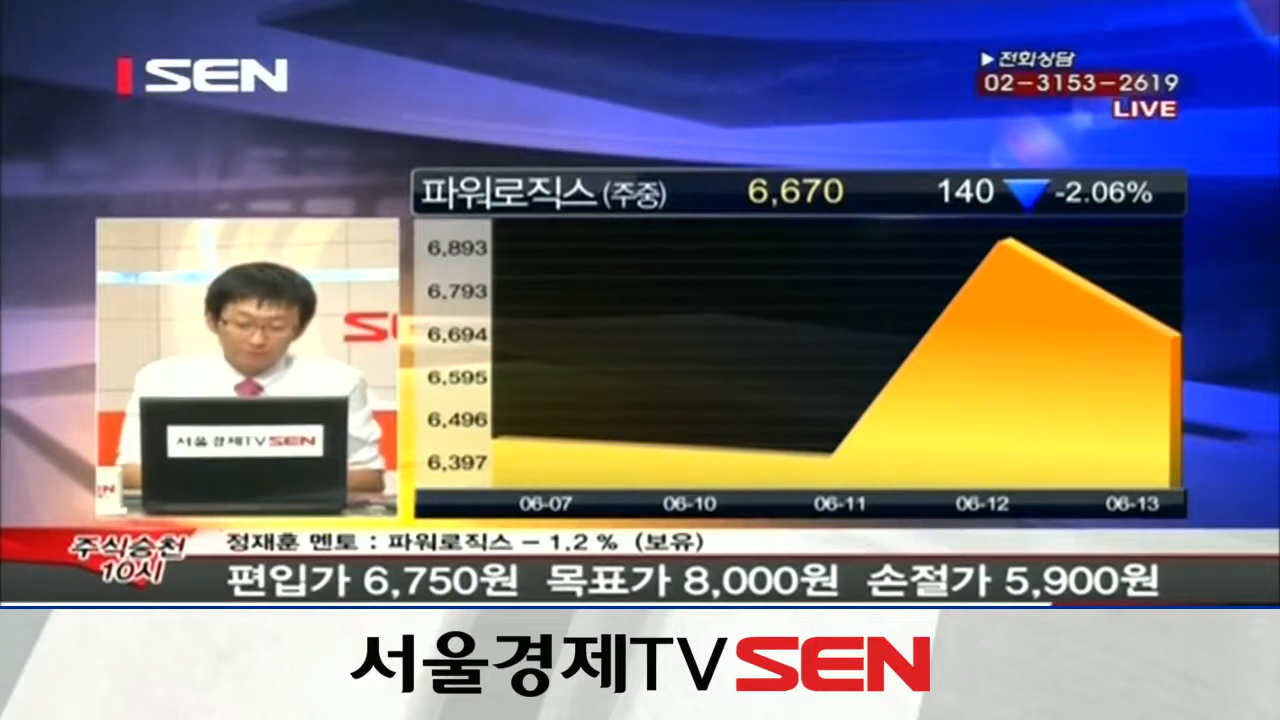 SEN
▶전화상담
02-3153-2619
LIVE
파워로직스 (주중) 6,670 140 ▼ -2.06%
6,893
6,793
6,694
6,595
6,496
6,397
06-07 06-10 06-11 06-12 06-13
서울경제TV SEN
주식승천
10시
정재훈 멘토 : 파워로직스 - 1.2 % (보유)
편입가 6,750원 목표가 8,000원 손절가 5,900원
서울경제TV SEN